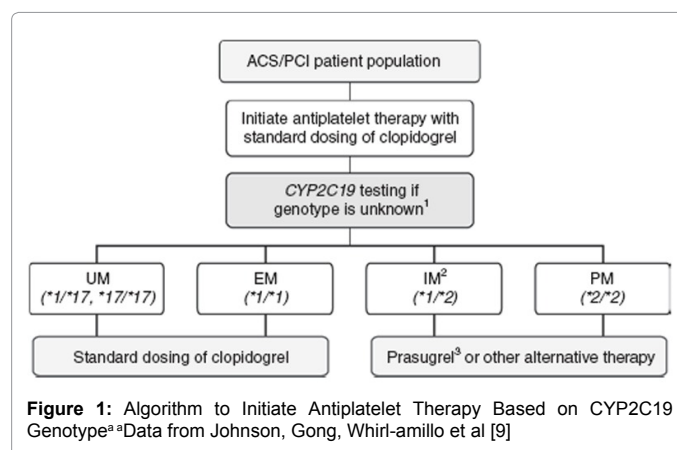 ACS/PCI patient population
Initiate antiplatelet therapy with
standard dosing of clopidogrel
CYP2C19 testing if
genotype is unknown¹
UM
(*1/*17, *17/*17)
EM
(*1/*1)
IM²
(*1/*2)
PM
(*2/*2)
Standard dosing of clopidogrel
Prasugrel³ or other alternative therapy
Figure 1: Algorithm to Initiate Antiplatelet Therapy Based on CYP2C19
Genotypeᵃ ᵃData from Johnson, Gong, Whirl-amillo et al [9]